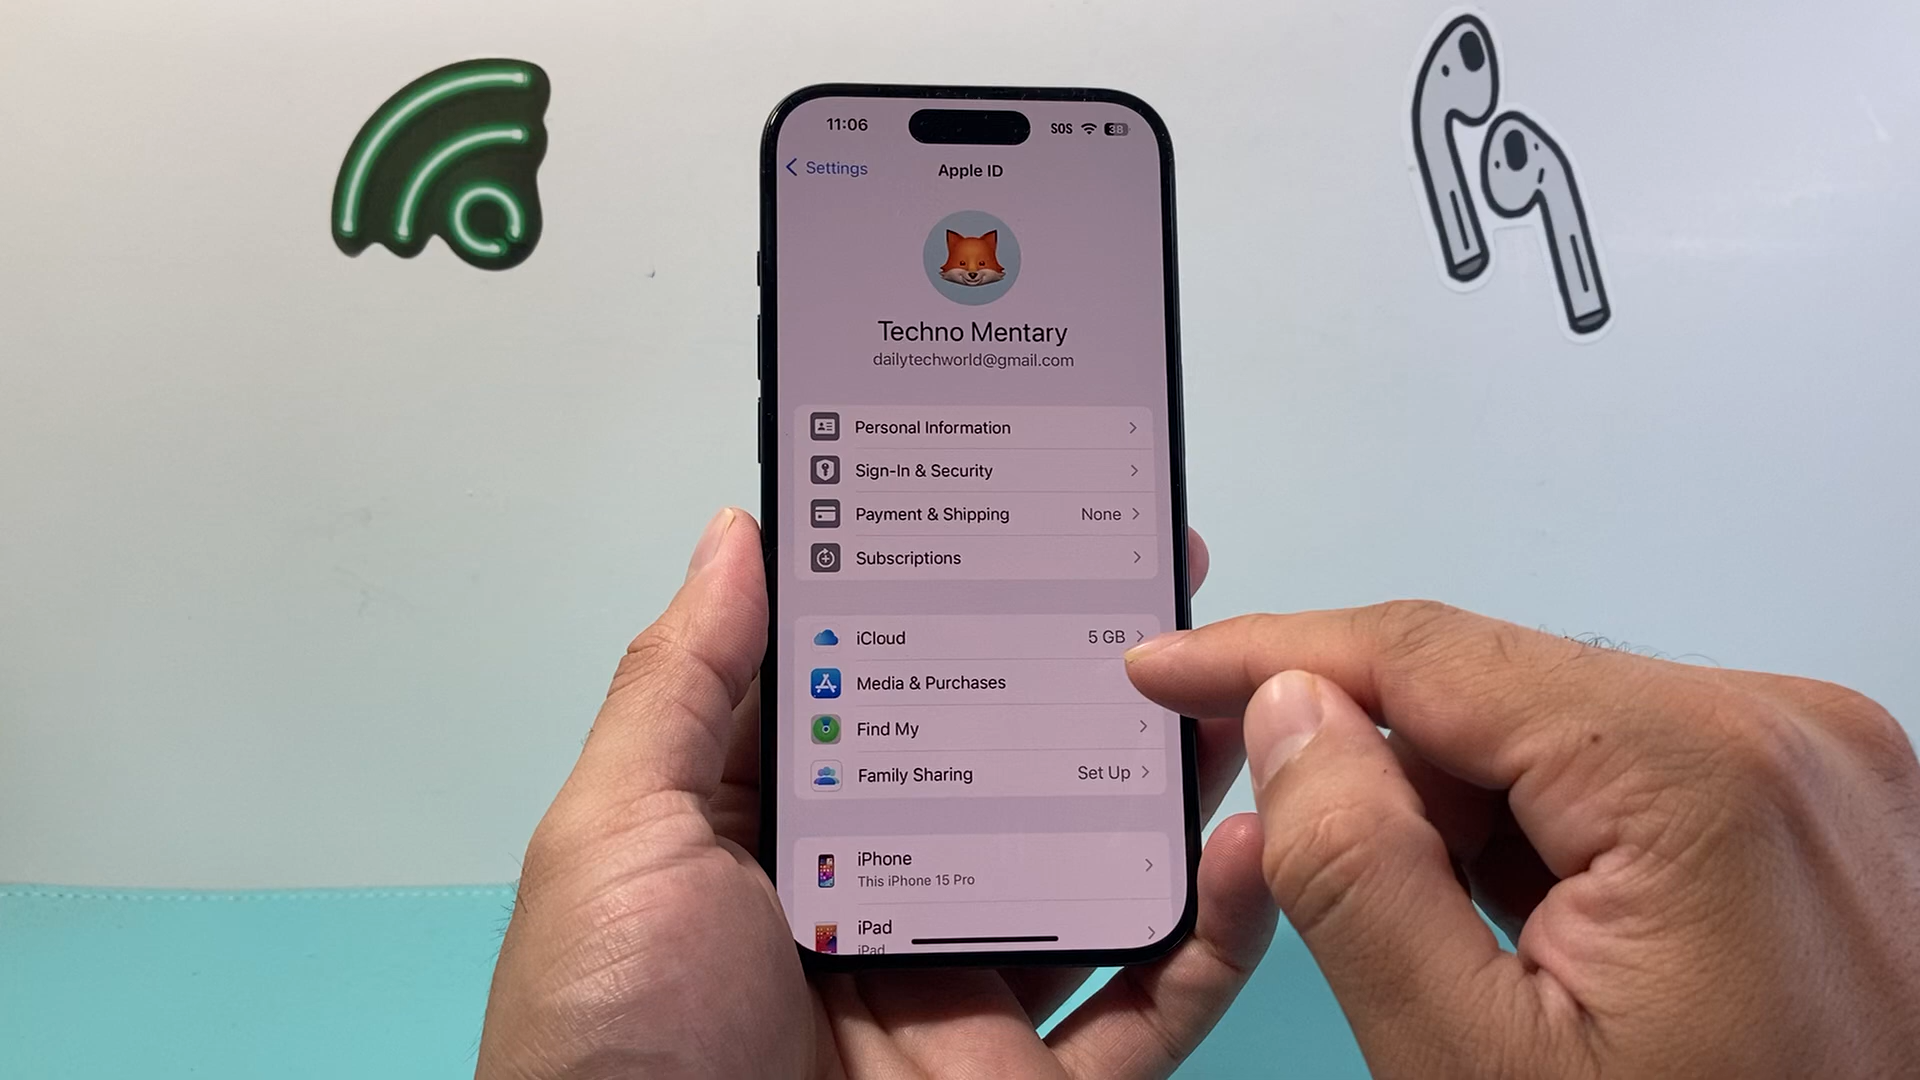 11:06
SOS
38
Settings
Apple ID
Techno Mentary
dailytechworld@gmail.com
Personal Information
Sign-In & Security
Payment & Shipping None
Subscriptions
iCloud 5 GB
Media & Purchases
Find My
Family Sharing Set Up
iPhone
This iPhone 15 Pro
iPad
iPad